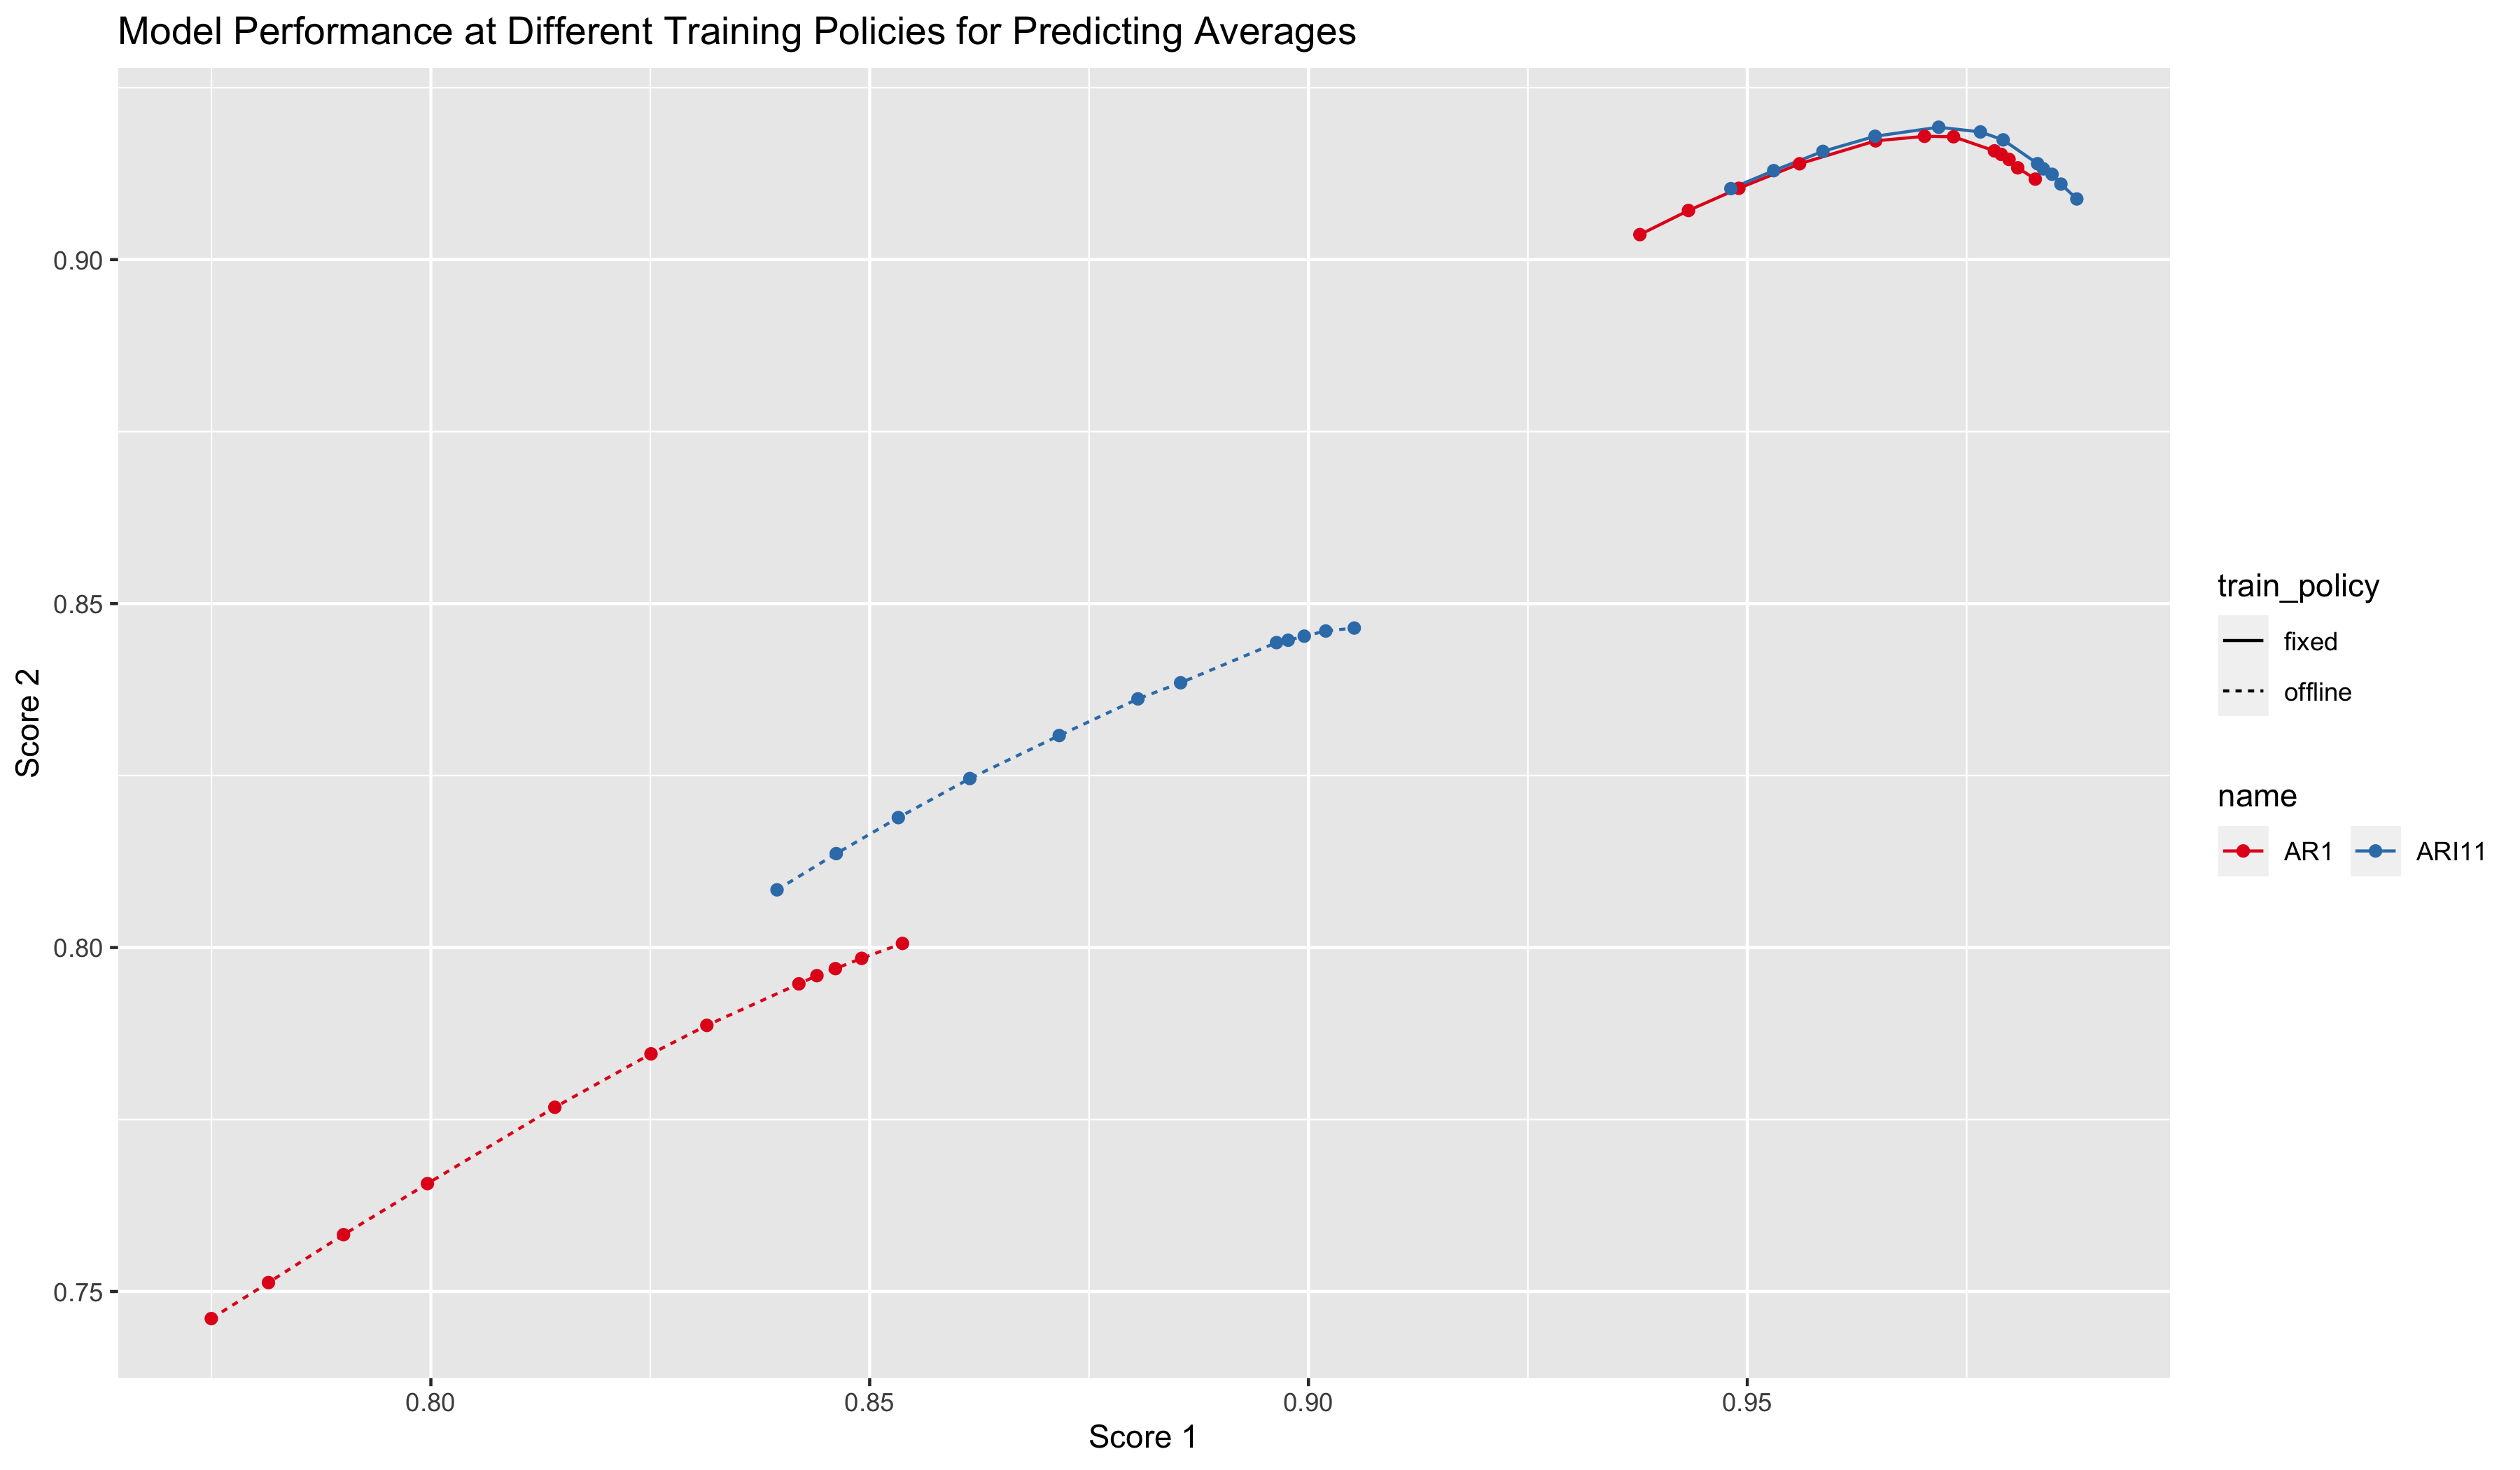 Model Performance at Different Training Policies for Predicting Averages
Score 2
0.90
0.85
0.80
0.75
0.80
0.85
0.90
0.95
Score 1
train_policy
fixed
offline
name
AR1
ARI11